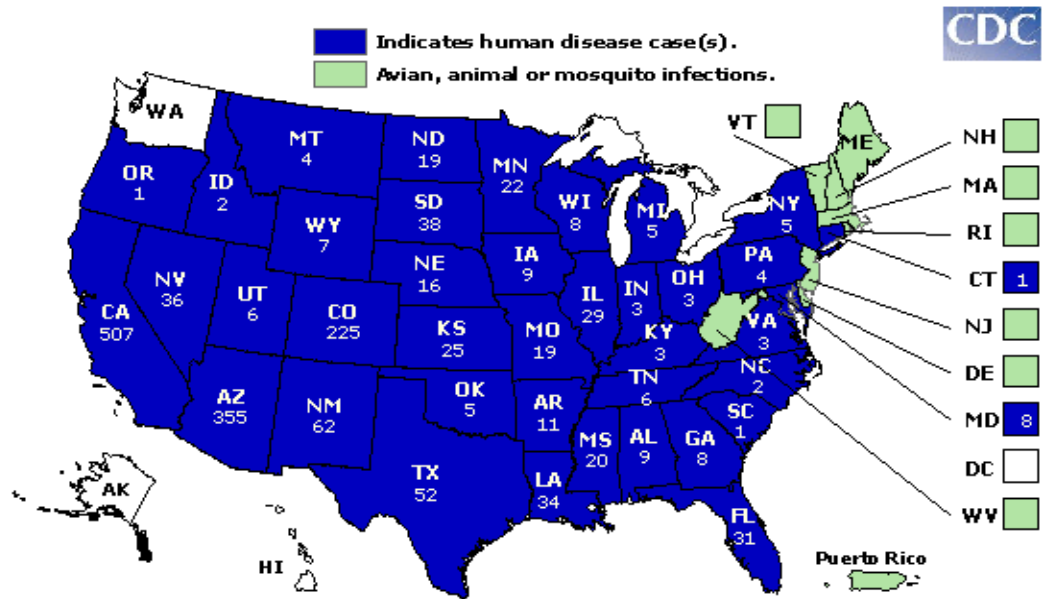 Indicates human disease case(s).
CDC
Avian, animal or mosquito infections.
WA
MT
4
ND
19
MN
22
VT
ME
NH
OR
1
ID
2
SD
38
WI
8
MI
5
NY
5
MA
WY
7
IA
9
PA
4
RI
NV
36
NE
16
IL
29
IN
3
OH
3
CT 1
CA
507
UT
6
CO
225
KS
25
MO
19
KY
3
VA
3
NJ
AZ
355
NM
62
OK
5
AR
11
TN
6
NC
2
DE
SC
1
MD 8
TX
52
LA
34
MS
20
AL
9
GA
8
DC
AK
HI
FL
31
WV
Puerto Rico